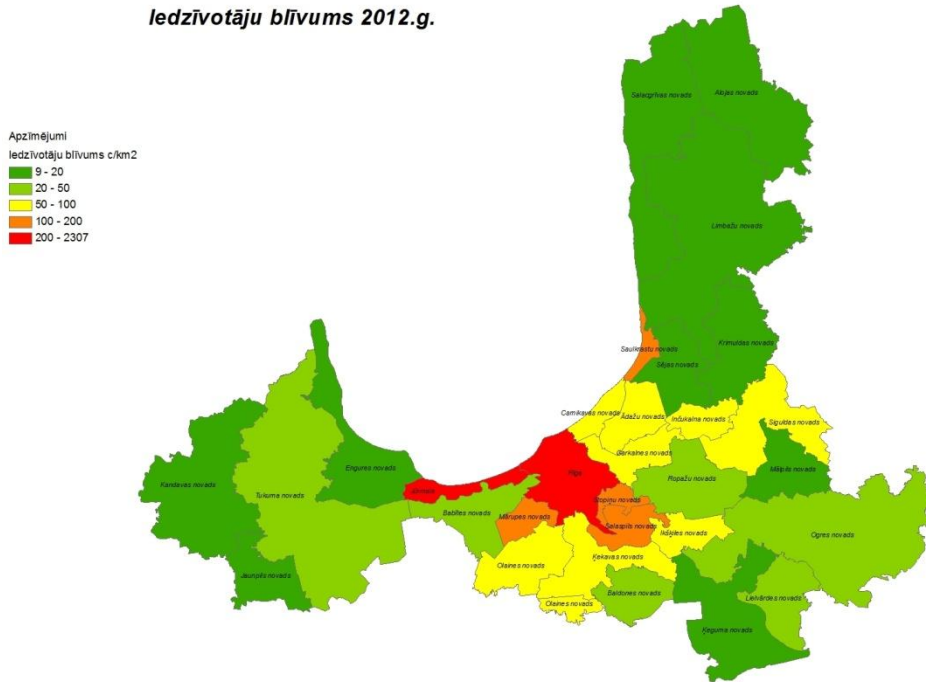 Iedzīvotāju blīvums 2012.g.
Apzīmējumi
Iedzīvotāju blīvums c/km2
9 - 20
20 - 50
50 - 100
100 - 200
200 - 2307
Salacgrīvas novads
Alojas novads
Limbažu novads
Krimuldas novads
Saulkrastu novads
Sējas novads
Carnikavas novads
Ādažu novads
Inčukalna novads
Siguldas novads
Garkalnes novads
Mālpils novads
Rīga
Ropažu novads
Engures novads
Kandavas novads
Tukuma novads
Jūrmala
Babītes novads
Mārupes novads
Stopiņu novads
Salaspils novads
Ikšķiles novads
Ogres novads
Olaines novads
Ķekavas novads
Jaunpils novads
Baldones novads
Lielvārdes novads
Olaines novads
Ķeguma novads